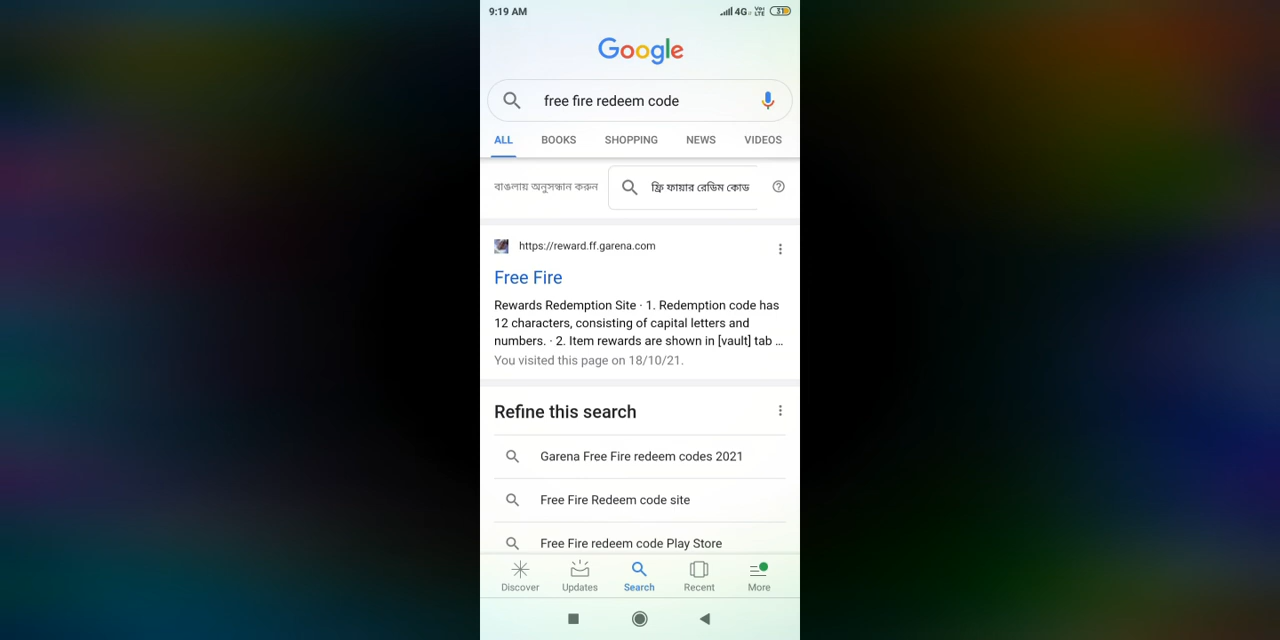 9:19 AM
4G Vo LTE 31
Google
free fire redeem code
ALL BOOKS SHOPPING NEWS VIDEOS
বাঙলায় অনুসন্ধান করুন ফ্রি ফায়ার রেডিম কোড
https://reward.ff.garena.com
Free Fire
Rewards Redemption Site · 1. Redemption code has
12 characters, consisting of capital letters and
numbers. · 2. Item rewards are shown in [vault] tab ...
You visited this page on 18/10/21.
Refine this search
Garena Free Fire redeem codes 2021
Free Fire Redeem code site
Free Fire redeem code Play Store
Discover Updates Search Recent More